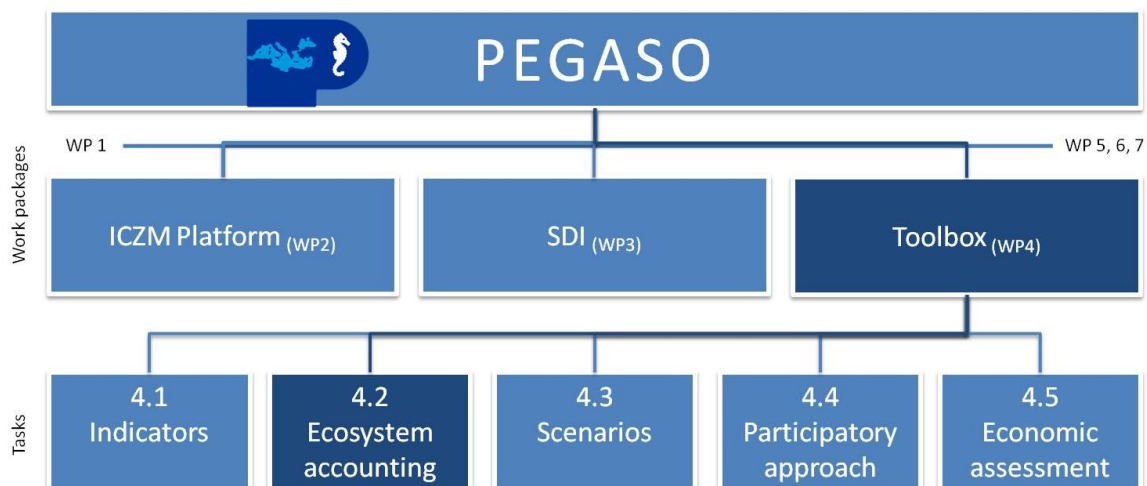 PEGASO
WP 1
WP 5, 6, 7
Work packages
ICZM Platform (WP2)
SDI (WP3)
Toolbox (WP4)
Tasks
4.1
Indicators
4.2
Ecosystem
accounting
4.3
Scenarios
4.4
Participatory
approach
4.5
Economic
assessment